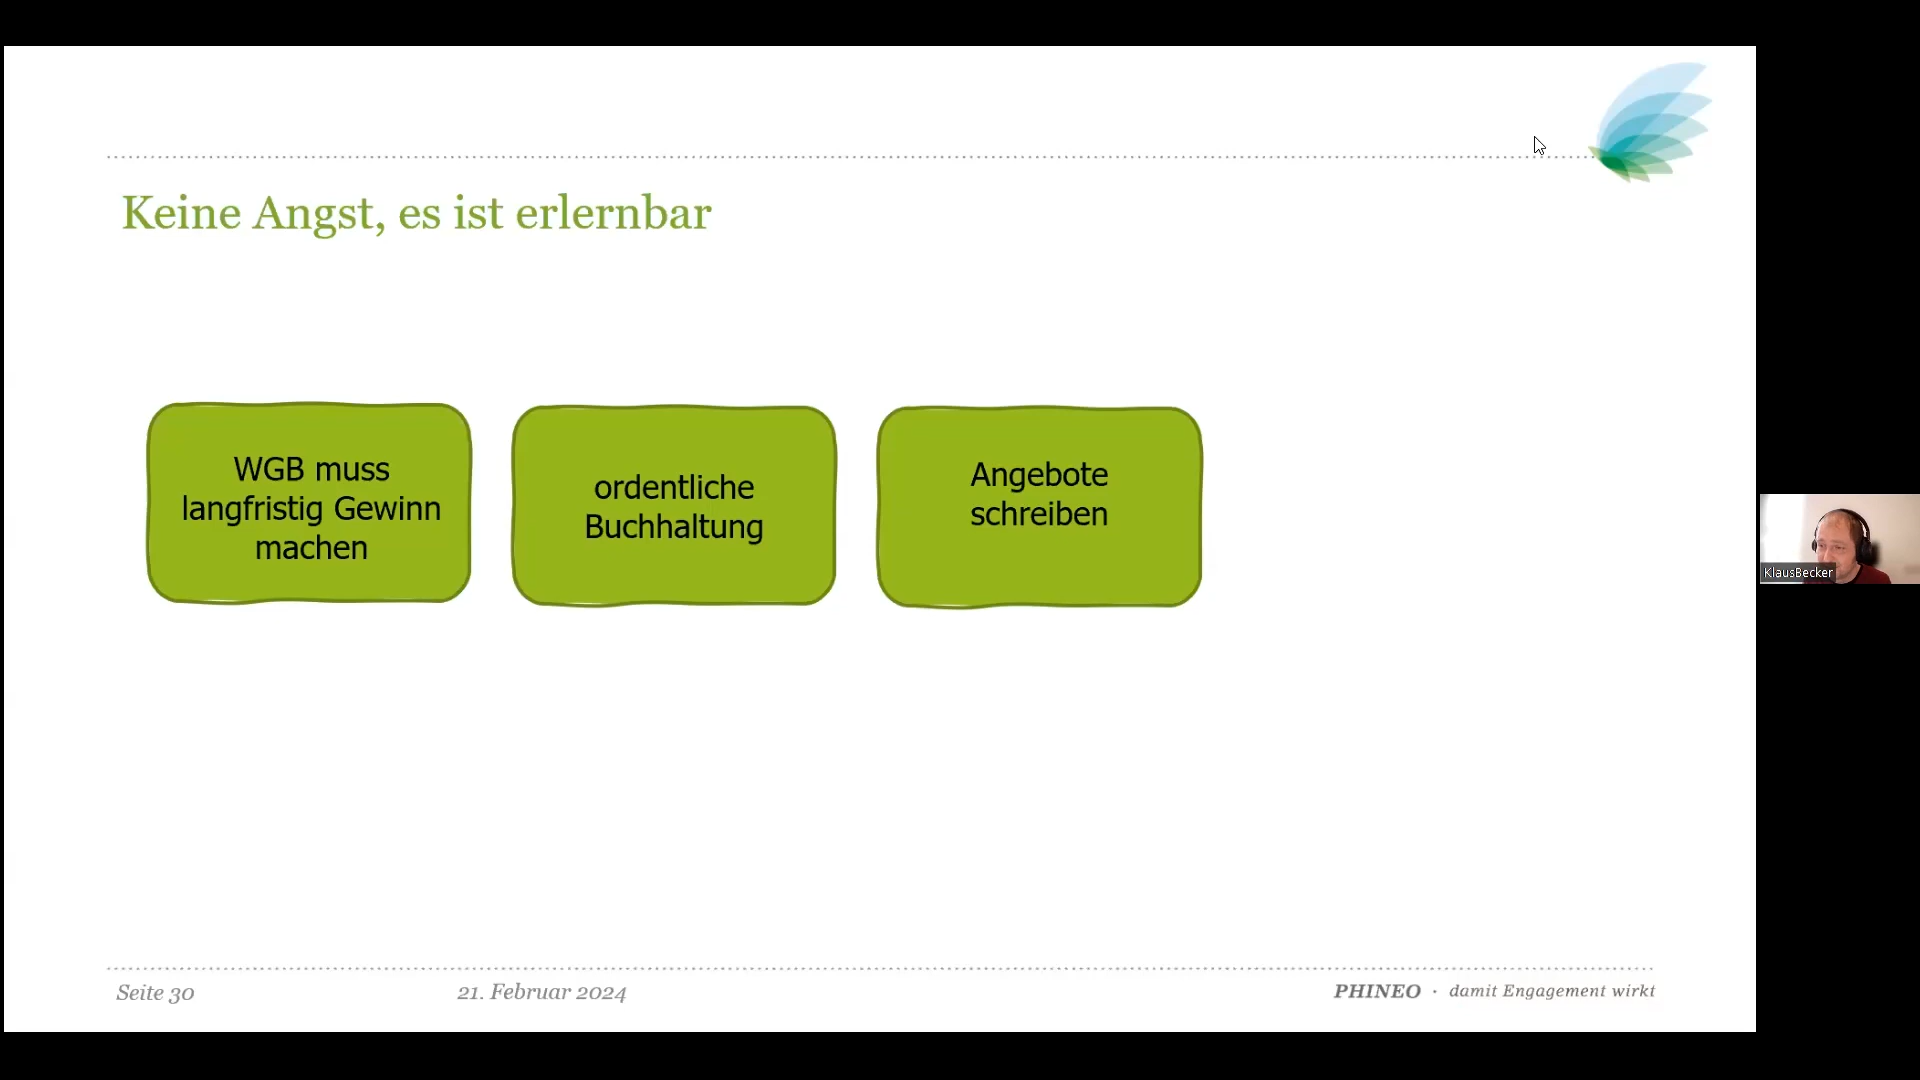 Keine Angst, es ist erlernbar
WGB muss
langfristig Gewinn
machen
ordentliche
Buchhaltung
Angebote
schreiben
KlausBecker
Seite 30
21. Februar 2024
PHINEO · damit Engagement wirkt